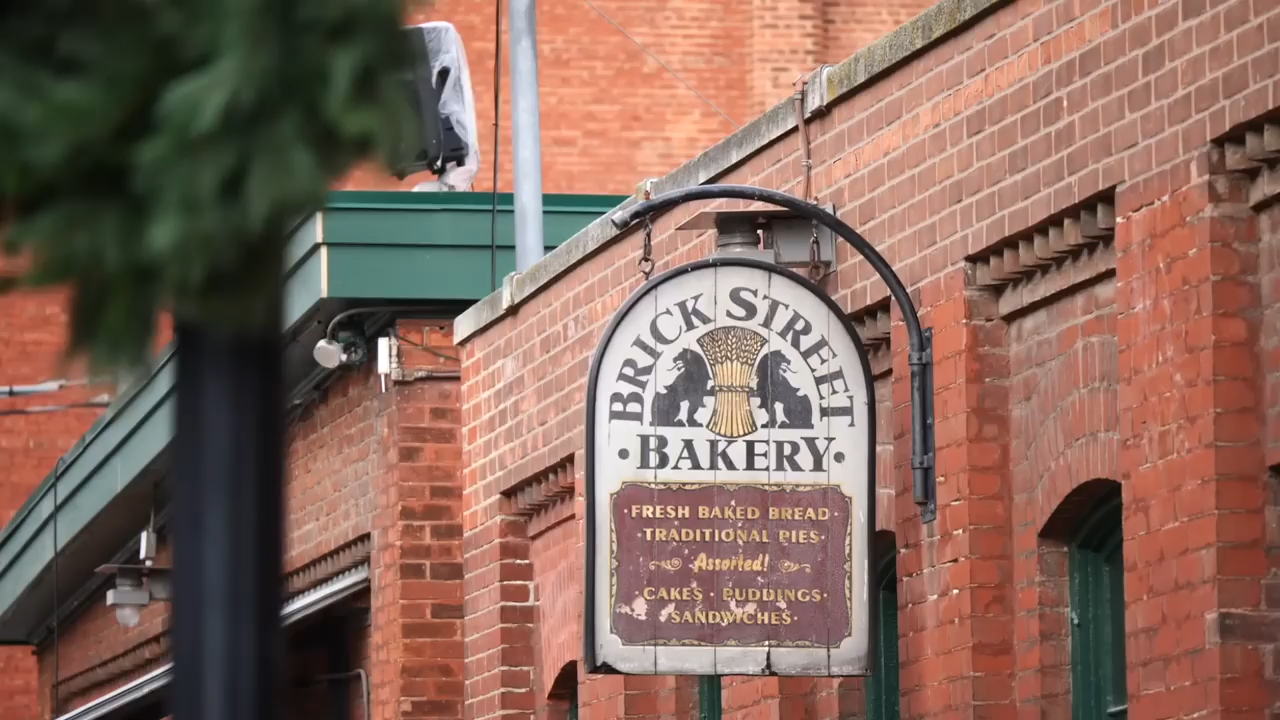 BRICK STREET
·BAKERY·
·FRESH BAKED BREAD·
·TRADITIONAL PIES·
Assorted!
·CAKES · PUDDINGS·
·SANDWICHES·